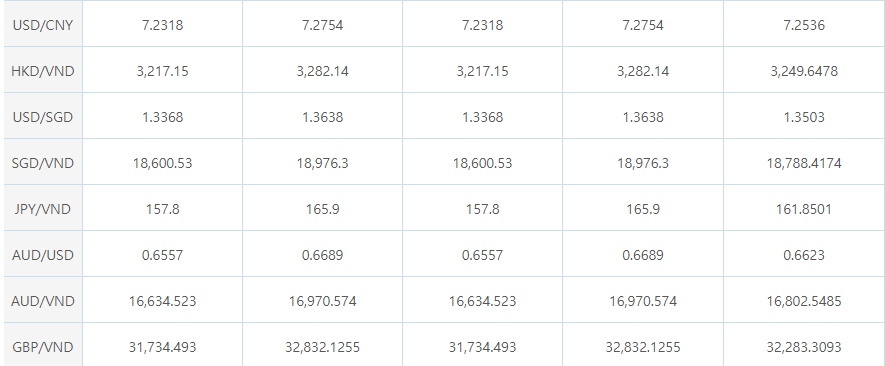 USD/CNY 7.2318 7.2754 7.2318 7.2754 7.2536
HKD/VND 3,217.15 3,282.14 3,217.15 3,282.14 3,249.6478
USD/SGD 1.3368 1.3638 1.3368 1.3638 1.3503
SGD/VND 18,600.53 18,976.3 18,600.53 18,976.3 18,788.4174
JPY/VND 157.8 165.9 157.8 165.9 161.8501
AUD/USD 0.6557 0.6689 0.6557 0.6689 0.6623
AUD/VND 16,634.523 16,970.574 16,634.523 16,970.574 16,802.5485
GBP/VND 31,734.493 32,832.1255 31,734.493 32,832.1255 32,283.3093